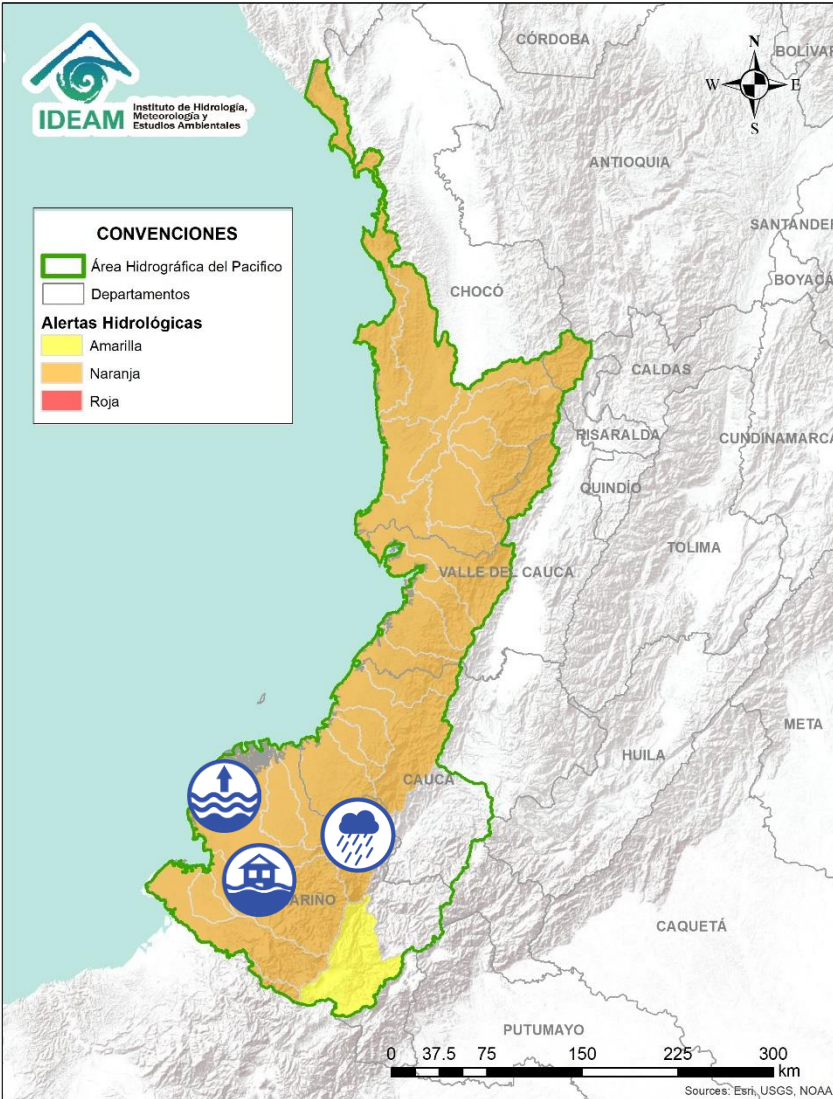 IDEAM
Instituto de Hidrología,
Meteorología y
Estudios Ambientales
CÓRDOBA
BOLÍVAR
N
W
E
S
ANTIOQUIA
SANTANDER
BOYACÁ
CONVENCIONES
Área Hidrográfica del Pacifico
Departamentos
Alertas Hidrológicas
Amarilla
Naranja
Roja
CHOCÓ
CALDAS
RISARALDA
CUNDINAMARCA
QUINDÍO
TOLIMA
VALLE DEL CAUCA
META
HUILA
CAUCA
ARIÑO
CAQUETÁ
PUTUMAYO
0 37.5 75 150 225 300
km
Sources: Esri, USGS, NOAA